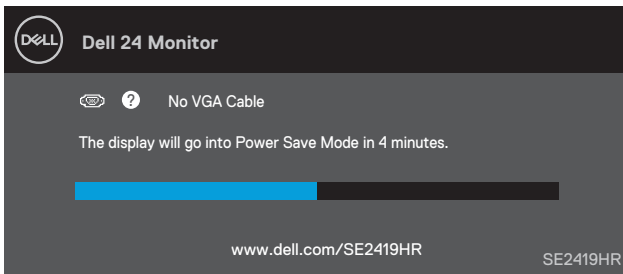 DELL
Dell 24 Monitor
? No VGA Cable
The display will go into Power Save Mode in 4 minutes.
www.dell.com/SE2419HR
SE2419HR